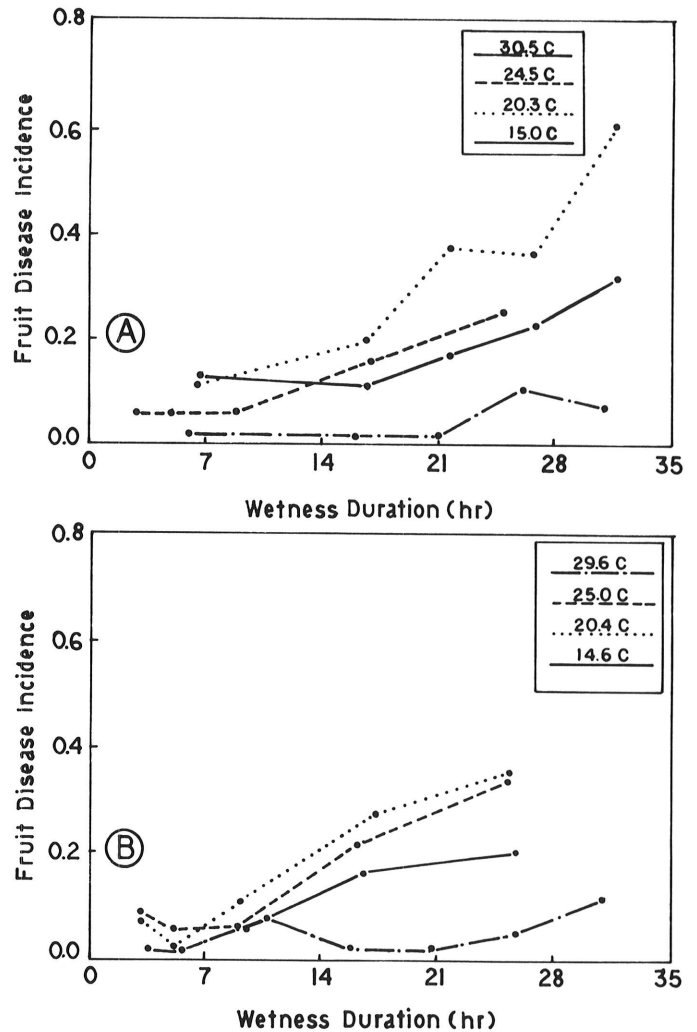 0.8
0.6
0.4
0.2
0.0
Fruit Disease Incidence
A
30.5 C
24.5 C
20.3 C
15.0 C
0 7 14 21 28 35
Wetness Duration (hr)
0.8
0.6
0.4
0.2
0.0
Fruit Disease Incidence
B
29.6 C
25.0 C
20.4 C
14.6 C
0 7 14 21 28 35
Wetness Duration (hr)